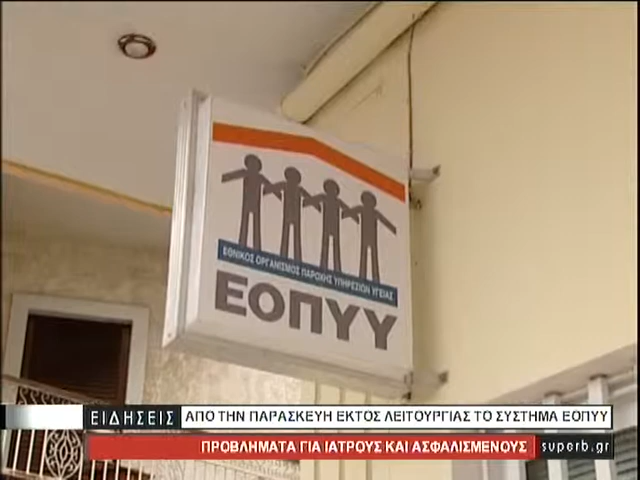 ΕΘΝΙΚΟΣ ΟΡΓΑΝΙΣΜΟΣ ΠΑΡΟΧΗΣ ΥΠΗΡΕΣΙΩΝ ΥΓΕΙΑΣ
ΕΟΠΥΥ
ΕΙΔΗΣΕΙΣ
ΑΠΟ ΤΗΝ ΠΑΡΑΣΚΕΥΗ ΕΚΤΟΣ ΛΕΙΤΟΥΡΓΙΑΣ ΤΟ ΣΥΣΤΗΜΑ ΕΟΠΥΥ
ΠΡΟΒΛΗΜΑΤΑ ΓΙΑ ΙΑΤΡΟΥΣ ΚΑΙ ΑΣΦΑΛΙΣΜΕΝΟΥΣ
superb.gr